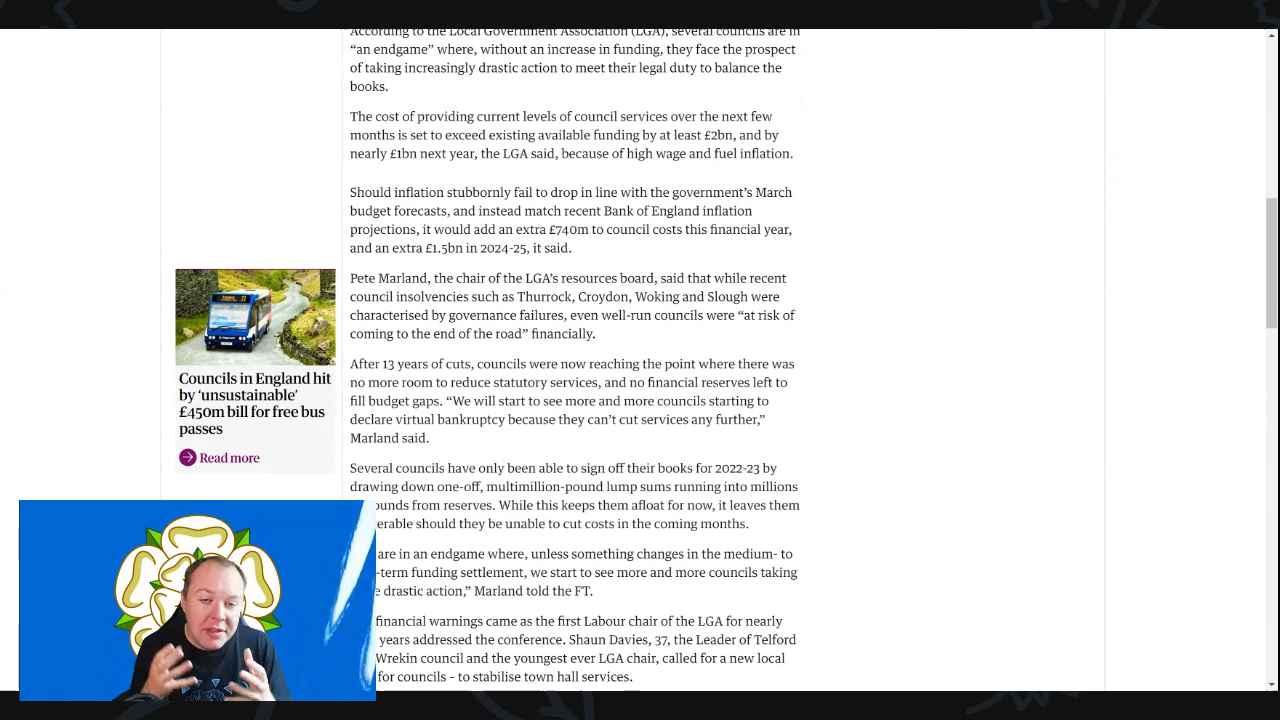 According to the Local Government Association (LGA), several councils are in
“an endgame” where, without an increase in funding, they face the prospect
of taking increasingly drastic action to meet their legal duty to balance the
books.
The cost of providing current levels of council services over the next few
months is set to exceed existing available funding by at least £2bn, and by
nearly £1bn next year, the LGA said, because of high wage and fuel inflation.
Should inflation stubbornly fail to drop in line with the government’s March
budget forecasts, and instead match recent Bank of England inflation
projections, it would add an extra £740m to council costs this financial year,
and an extra £1.5bn in 2024-25, it said.
Pete Marland, the chair of the LGA’s resources board, said that while recent
council insolvencies such as Thurrock, Croydon, Woking and Slough were
characterised by governance failures, even well-run councils were “at risk of
coming to the end of the road” financially.
Councils in England hit
by ‘unsustainable’
£450m bill for free bus
passes
Read more
After 13 years of cuts, councils were now reaching the point where there was
no more room to reduce statutory services, and no financial reserves left to
fill budget gaps. “We will start to see more and more councils starting to
declare virtual bankruptcy because they can’t cut services any further,”
Marland said.
Several councils have only been able to sign off their books for 2022-23 by
drawing down one-off, multimillion-pound lump sums running into millions
ounds from reserves. While this keeps them afloat for now, it leaves them
erable should they be unable to cut costs in the coming months.
are in an endgame where, unless something changes in the medium- to
-term funding settlement, we start to see more and more councils taking
e drastic action,” Marland told the FT.
financial warnings came as the first Labour chair of the LGA for nearly
years addressed the conference. Shaun Davies, 37, the Leader of Telford
Wrekin council and the youngest ever LGA chair, called for a new local
for councils – to stabilise town hall services.